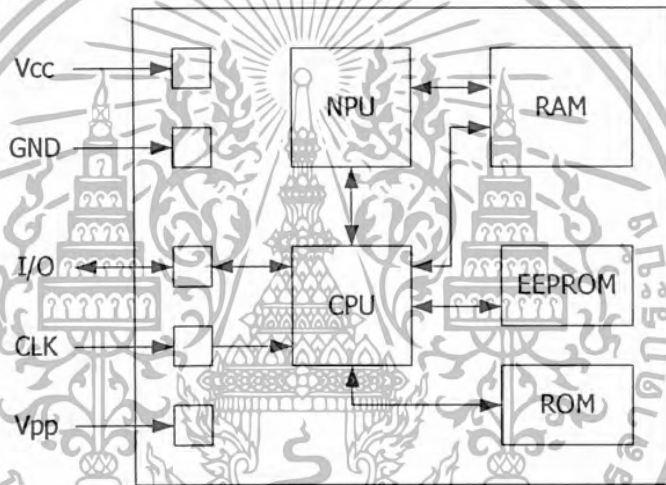 Vcc
GND
I/O
CLK
Vpp
NPU
RAM
CPU
EEPROM
ROM